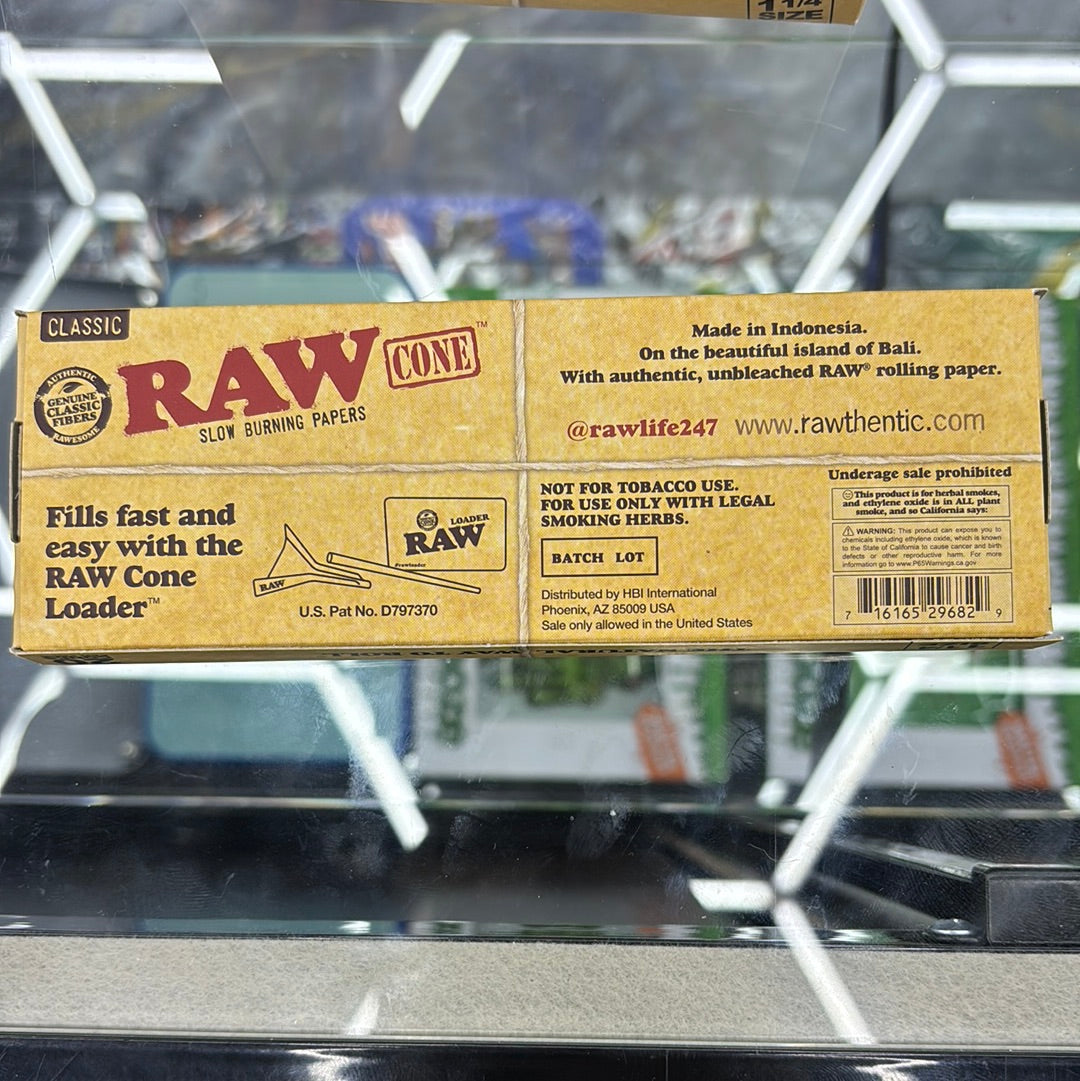 1 1/4
SIZE
CLASSIC
AUTHENTIC
GENUINE
CLASSIC
FIBERS
RAWESOME
RAW CONE™
SLOW BURNING PAPERS
Made in Indonesia.
On the beautiful island of Bali.
With authentic, unbleached RAW® rolling paper.
@rawlife247 www.rawthentic.com
Fills fast and
easy with the
RAW Cone
Loader™
RAW
LOADER
RAW
#rawloader
U.S. Pat No. D797370
NOT FOR TOBACCO USE.
FOR USE ONLY WITH LEGAL
SMOKING HERBS.
BATCH LOT
Distributed by HBI International
Phoenix, AZ 85009 USA
Sale only allowed in the United States
Underage sale prohibited
This product is for herbal smokes,
and ethylene oxide is in ALL plant
smoke, and so California says:
WARNING: This product can expose you to
chemicals including ethylene oxide, which is known
to the State of California to cause cancer and birth
defects or other reproductive harm. For more
information go to www.P65Warnings.ca.gov
7 16165 29682 9